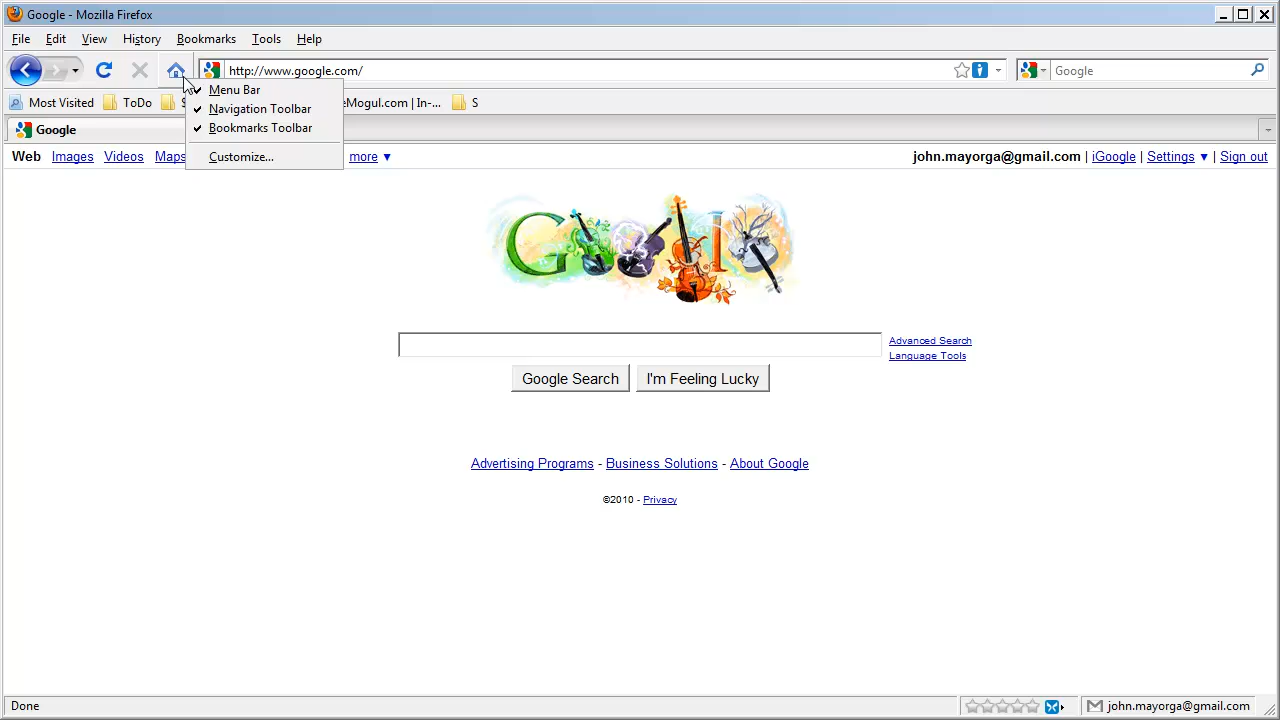 Google - Mozilla Firefox
File Edit View History Bookmarks Tools Help
http://www.google.com/ Google
Most Visited ToDo S eMogul.com | In-... S
Menu Bar
Navigation Toolbar
Bookmarks Toolbar
Customize...
Google
Web Images Videos Maps more ▼ john.mayorga@gmail.com | iGoogle | Settings ▼ | Sign out
Google
Advanced Search
Language Tools
Google Search I'm Feeling Lucky
Advertising Programs - Business Solutions - About Google
©2010 - Privacy
Done john.mayorga@gmail.com